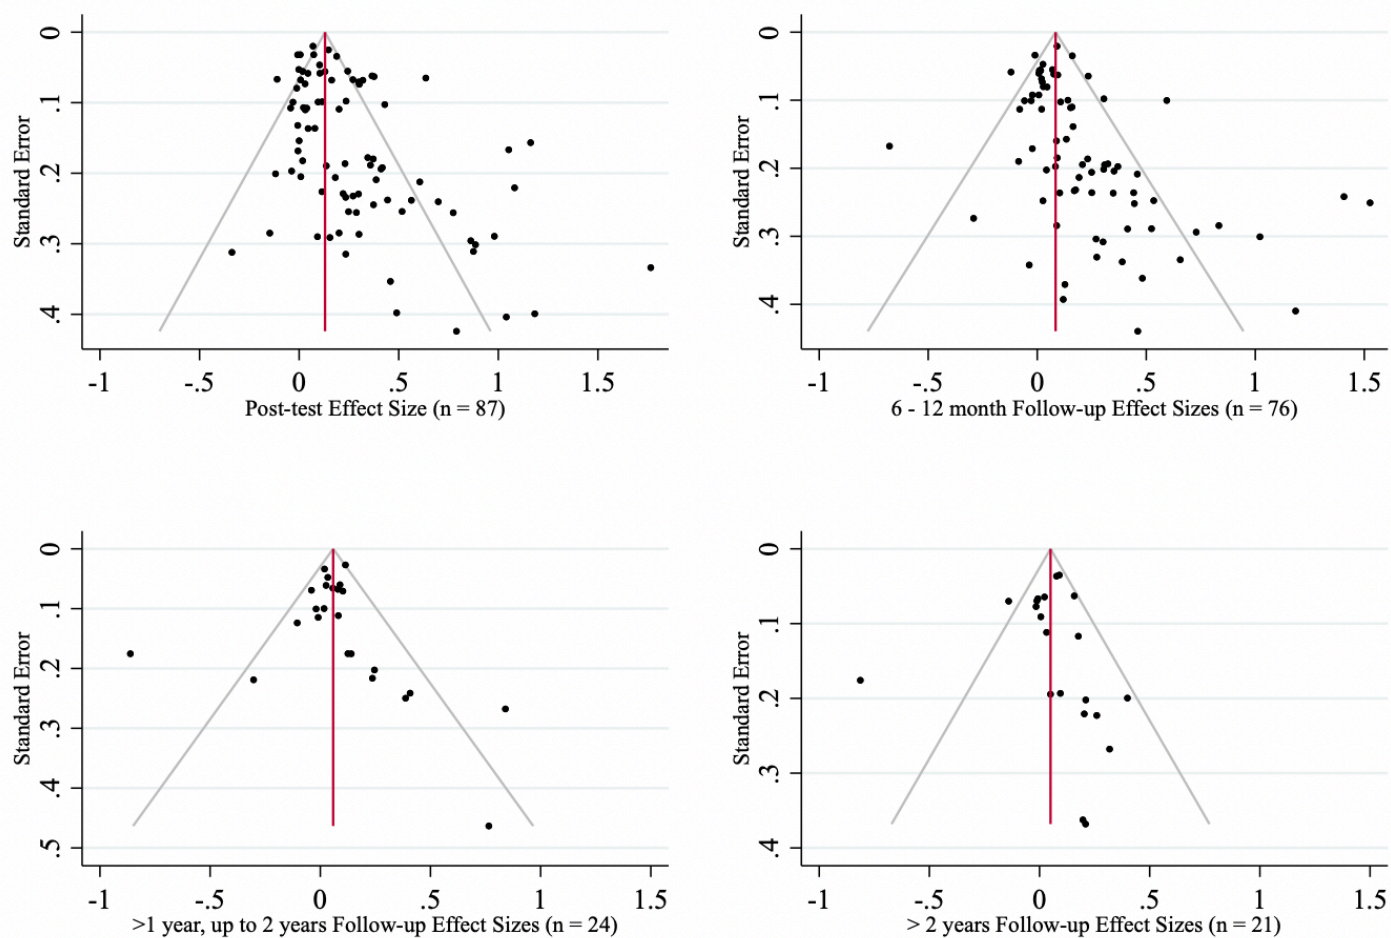 0
.1
.2
.3
.4
Standard Error
-1 -.5 0 .5 1 1.5
Post-test Effect Size (n = 87)
0
.1
.2
.3
.4
Standard Error
-1 -.5 0 .5 1 1.5
6 - 12 month Follow-up Effect Sizes (n = 76)
0
.1
.2
.3
.4
.5
Standard Error
-1 -.5 0 .5 1 1.5
>1 year, up to 2 years Follow-up Effect Sizes (n = 24)
0
.1
.2
.3
.4
Standard Error
-1 -.5 0 .5 1 1.5
> 2 years Follow-up Effect Sizes (n = 21)